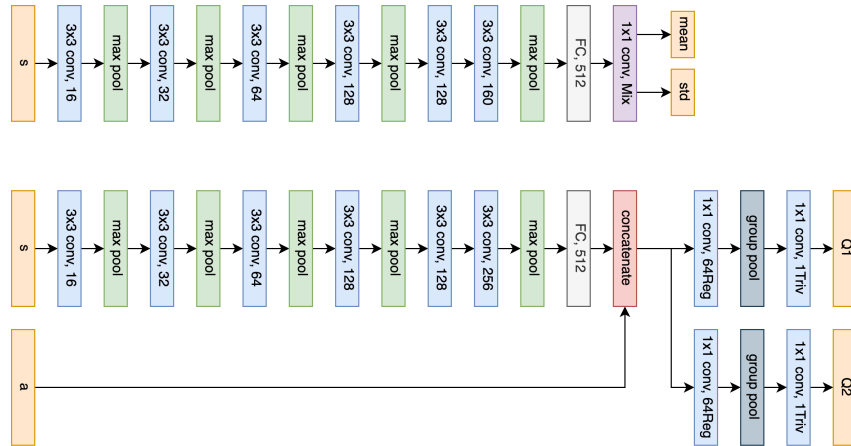 s
3x3 conv, 16
max pool
3x3 conv, 32
max pool
3x3 conv, 64
max pool
3x3 conv, 128
max pool
3x3 conv, 128
3x3 conv, 160
max pool
FC, 512
1x1 conv, Mix
mean
std
s
3x3 conv, 16
max pool
3x3 conv, 32
max pool
3x3 conv, 64
max pool
3x3 conv, 128
max pool
3x3 conv, 128
3x3 conv, 256
max pool
FC, 512
concatenate
1x1 conv, 64Reg
group pool
1x1 conv, 1Triv
Q1
a
1x1 conv, 64Reg
group pool
1x1 conv, 1Triv
Q2